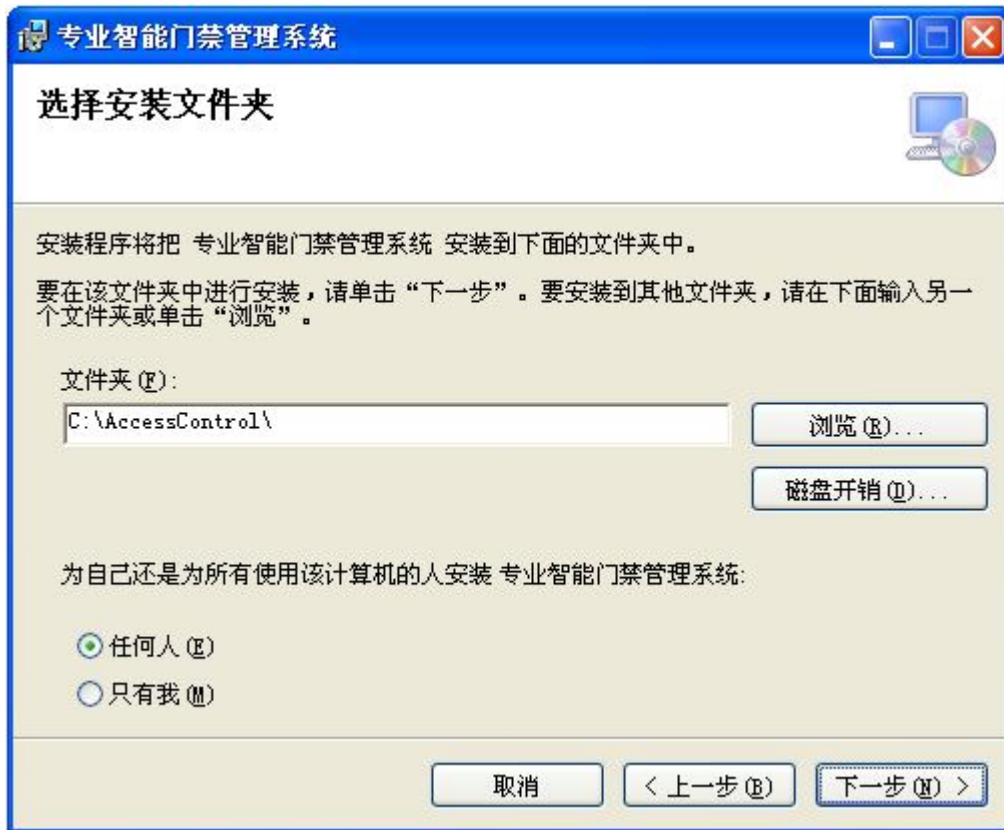 专业智能门禁管理系统
选择安装文件夹
安装程序将把 专业智能门禁管理系统 安装到下面的文件夹中。
要在该文件夹中进行安装，请单击“下一步”。要安装到其他文件夹，请在下面输入另一
个文件夹或单击“浏览”。
文件夹(F):
C:\AccessControl\
浏览(R)...
磁盘开销(D)...
为自己还是为所有使用该计算机的人安装 专业智能门禁管理系统:
任何人(E)
只有我(M)
取消
< 上一步(B)
下一步(N) >